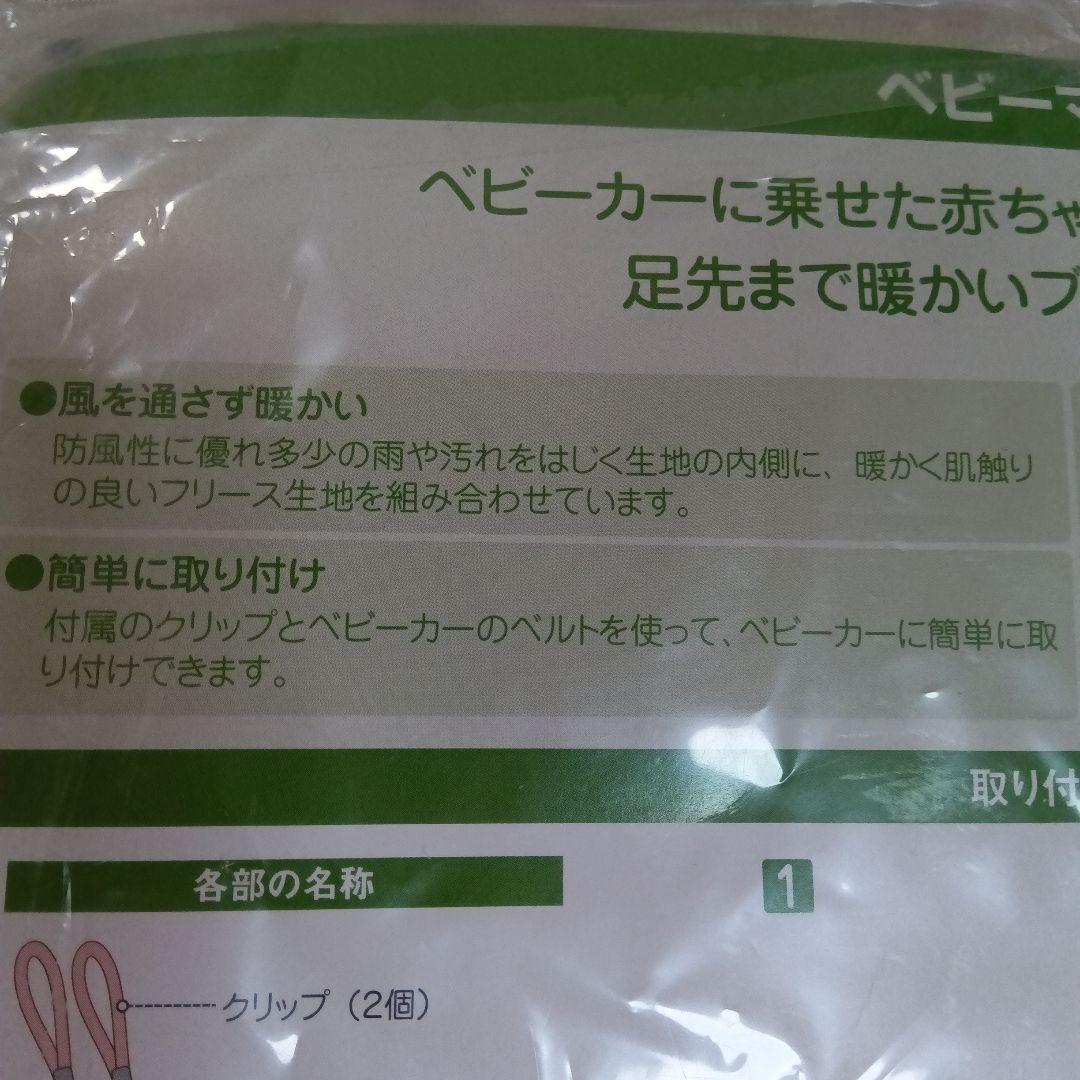 ベビーマ
ベビーカーに乗せた赤ちゃ
足先まで暖かいブ
●風を通さず暖かい
防風性に優れ多少の雨や汚れをはじく生地の内側に、暖かく肌触り
の良いフリース生地を組み合わせています。
●簡単に取り付け
付属のクリップとベビーカーのベルトを使って、ベビーカーに簡単に取
り付けできます。
取り付
各部の名称
1
クリップ（2個）